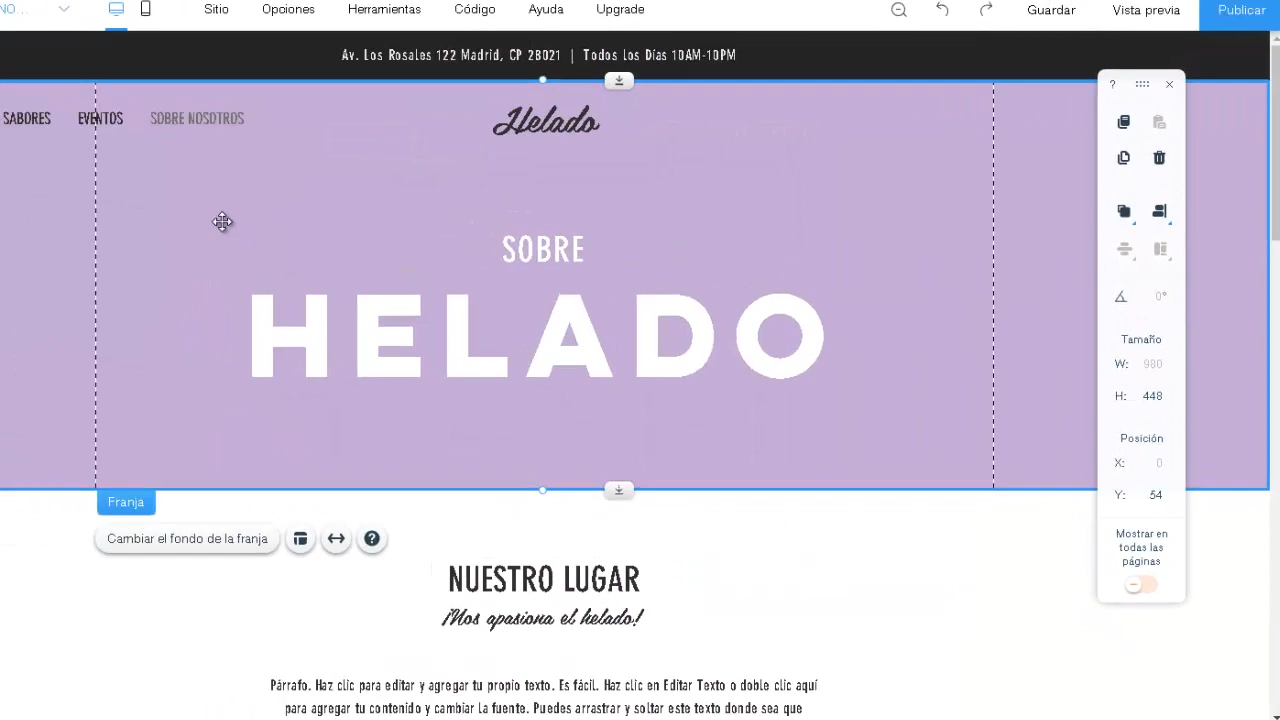 NO ...
Sitio Opciones Herramientas Código Ayuda Upgrade Guardar Vista previa Publicar
Av. Los Rosales 122 Madrid, CP 28021 | Todos los Días 10AM-10PM
SABORES EVENTOS SOBRE NOSOTROS
Helado
SOBRE
HELADO
?
0°
Tamaño
W: 980
H: 448
Posición
X: 0
Y: 54
Mostrar en
todas las
páginas
Franja
Cambiar el fondo de la franja
?
NUESTRO LUGAR
¡Nos apasiona el helado!
Párrafo. Haz clic para editar y agregar tu propio texto. Es fácil. Haz clic en Editar Texto o doble clic aquí
para agregar tu contenido y cambiar la fuente. Puedes arrastrar y soltar este texto donde sea que